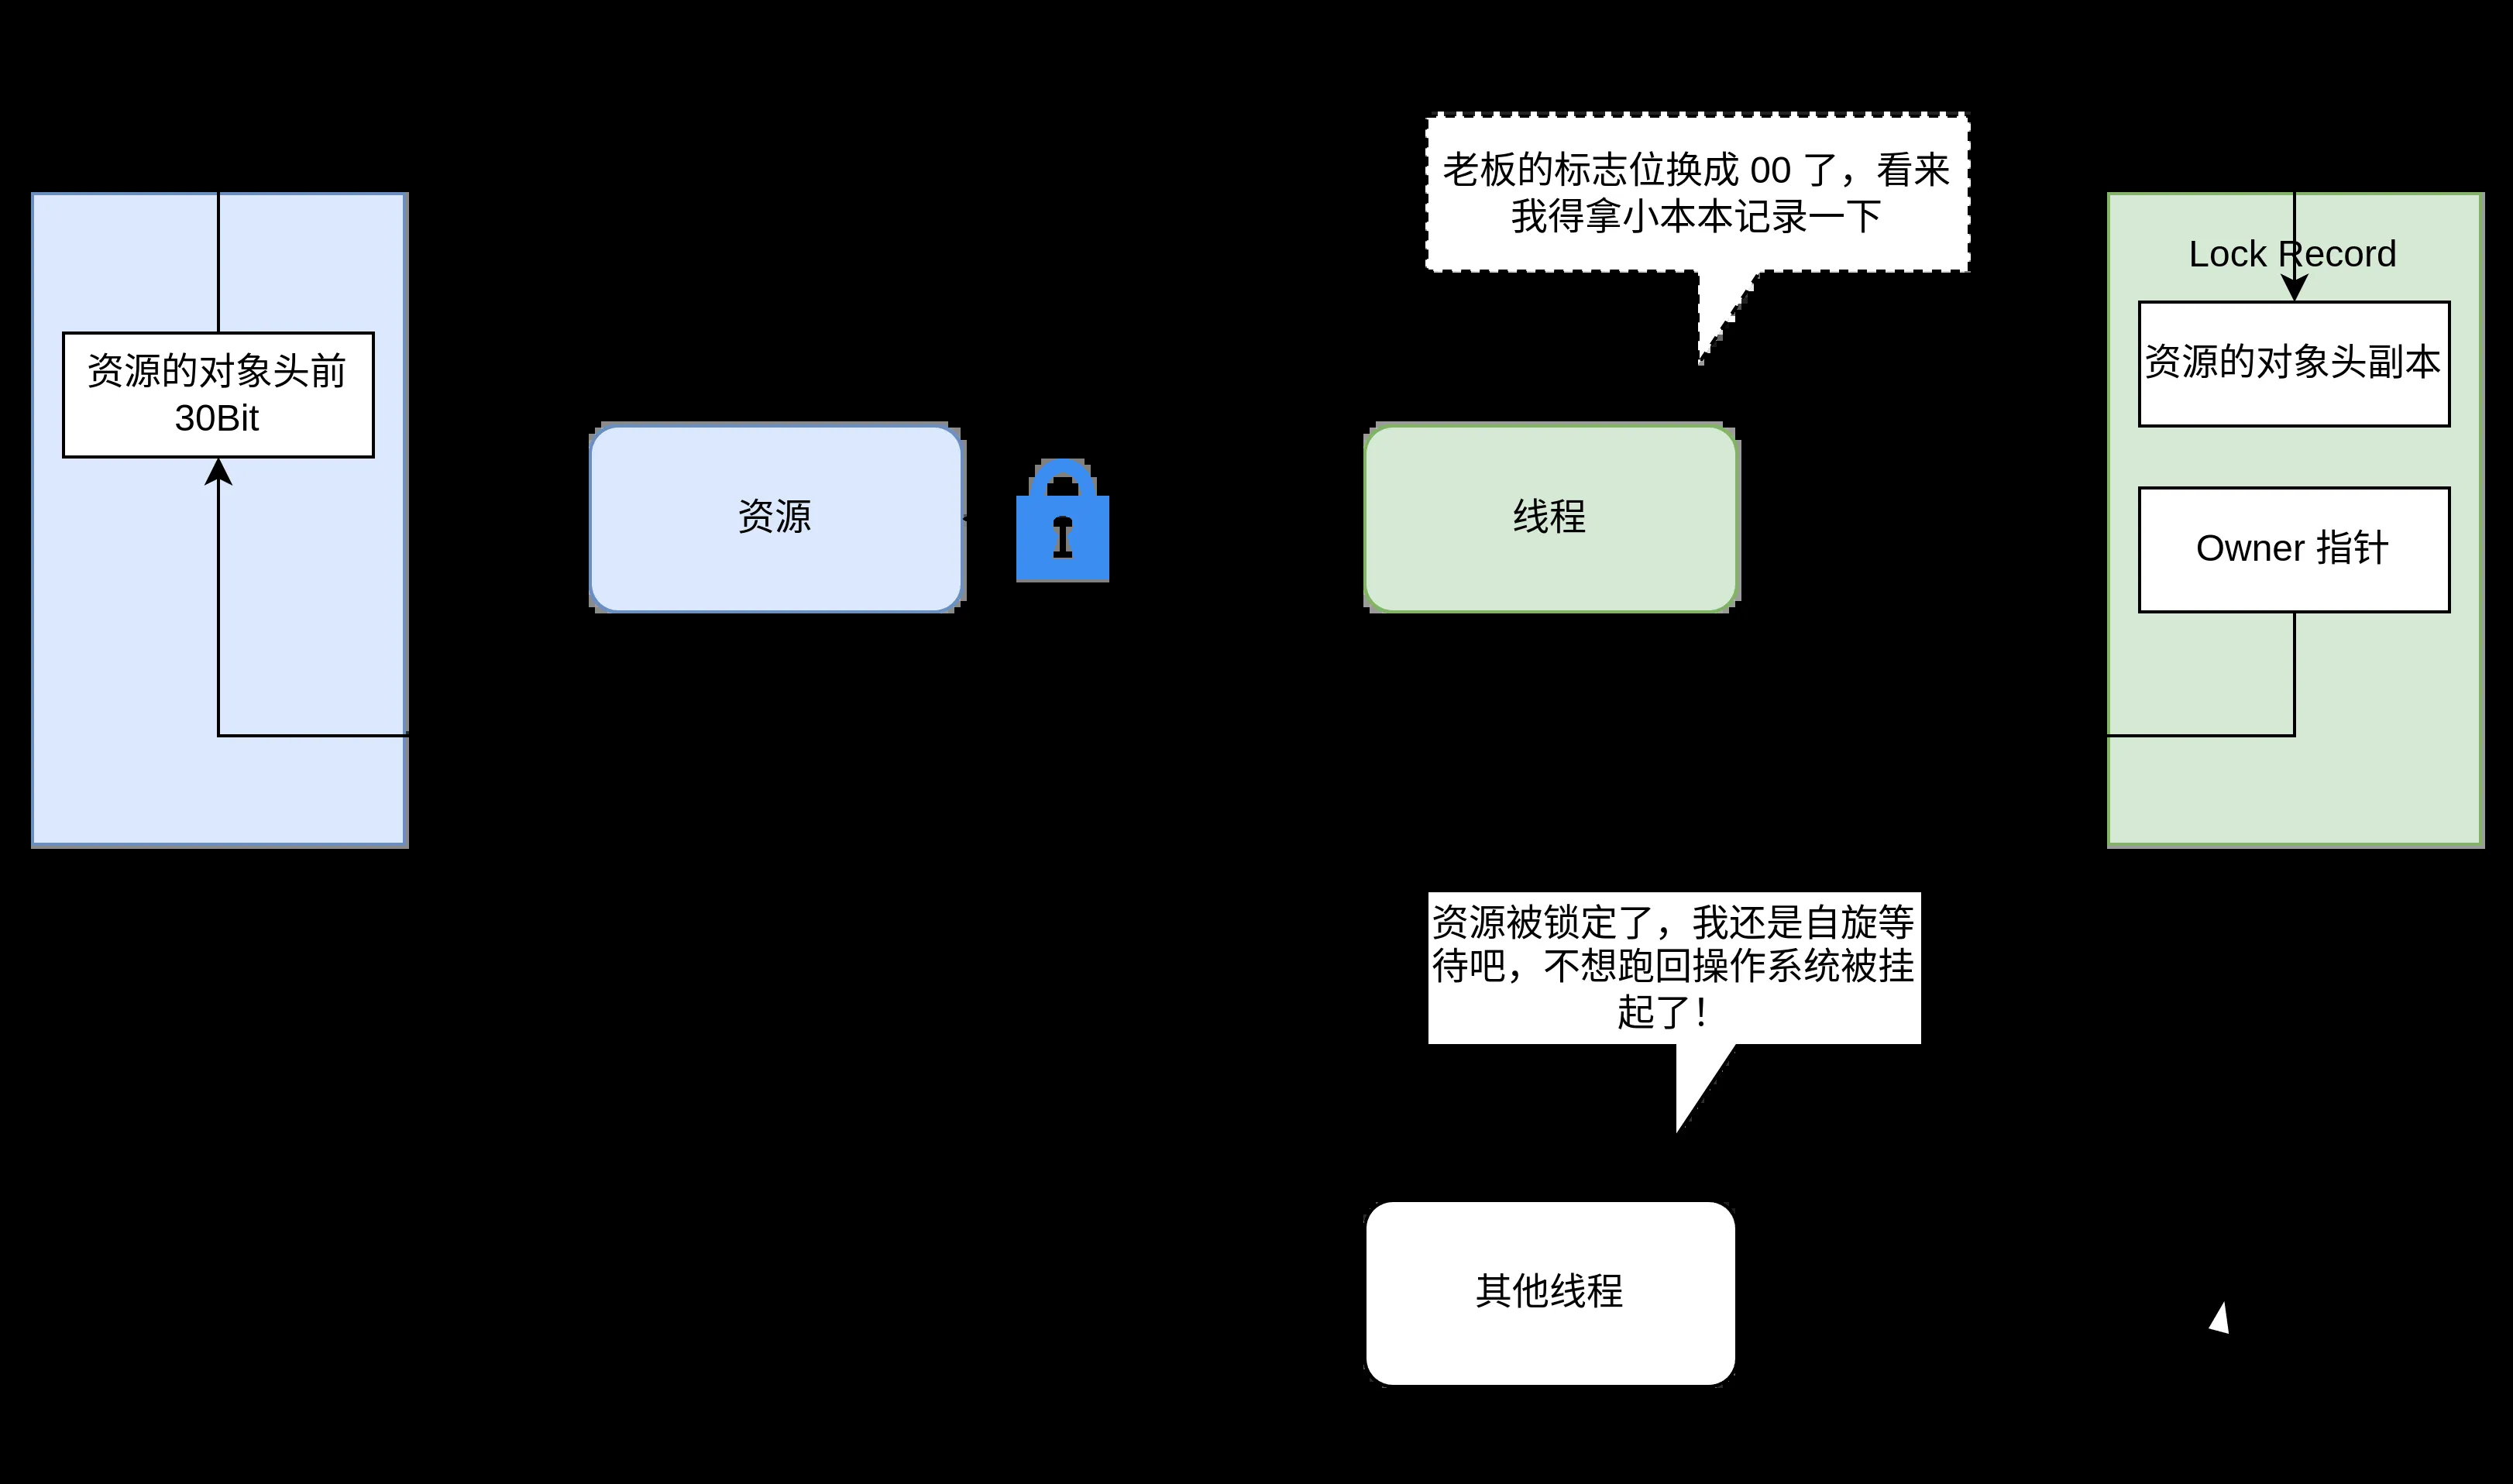 老板的标志位换成 00 了，看来
我得拿小本本记录一下
Lock Record
资源的对象头前
30Bit
资源的对象头副本
资源
线程
Owner 指针
资源被锁定了，我还是自旋等
待吧，不想跑回操作系统被挂
起了！
其他线程